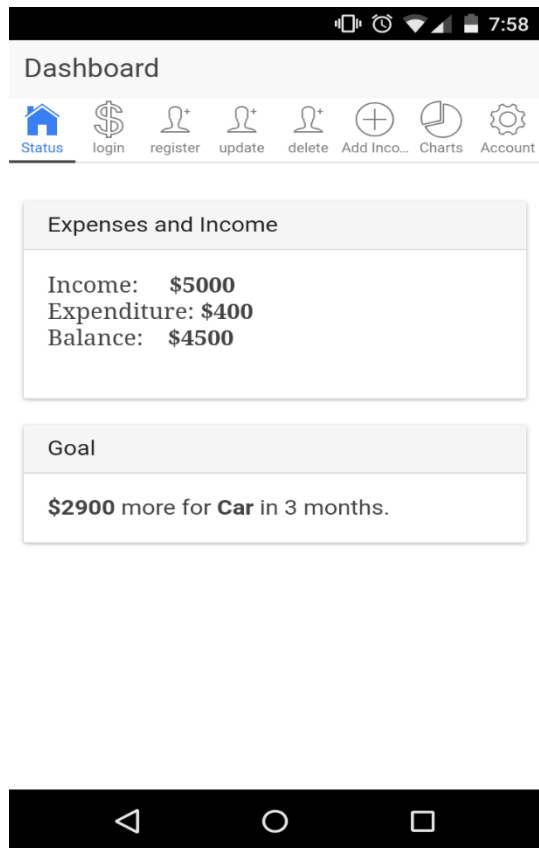 7:58
Dashboard
Status login register update delete Add Inco... Charts Account
Expenses and Income
Income: $5000
Expenditure: $400
Balance: $4500
Goal
$2900 more for Car in 3 months.